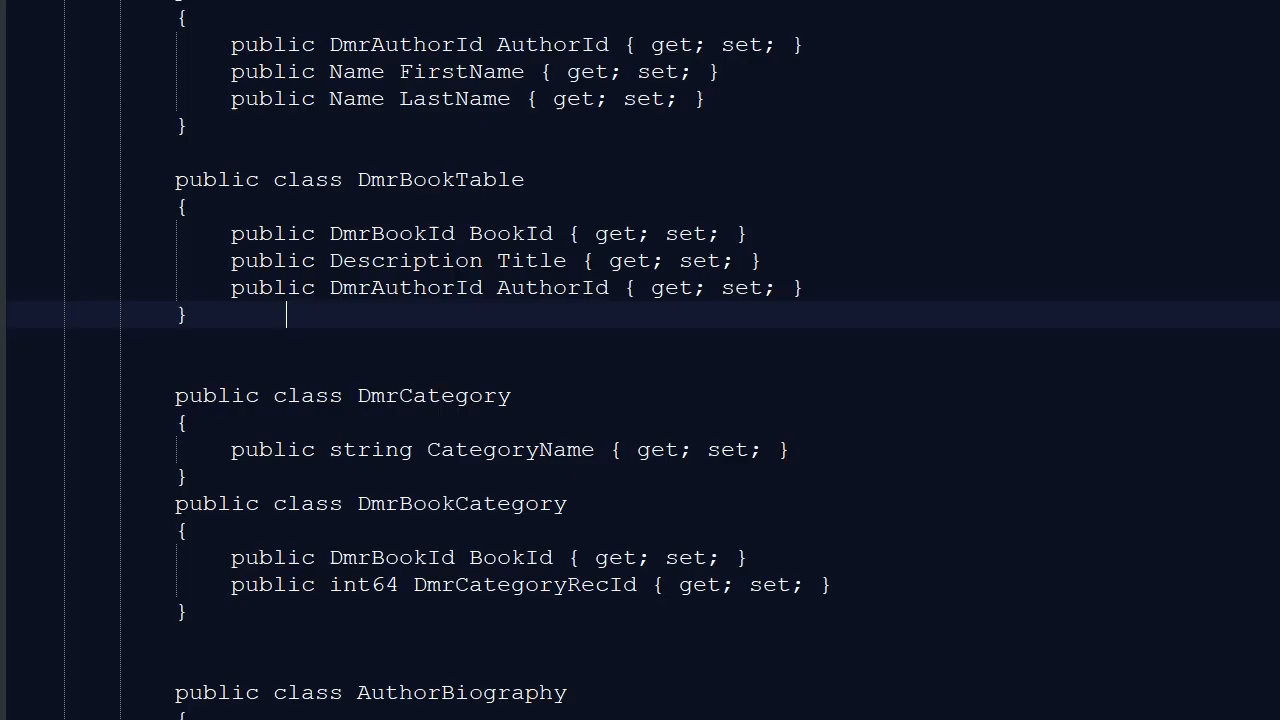 {
public DmrAuthorId AuthorId { get; set; }
public Name FirstName { get; set; }
public Name LastName { get; set; }
}
public class DmrBookTable
{
public DmrBookId BookId { get; set; }
public Description Title { get; set; }
public DmrAuthorId AuthorId { get; set; }
}
public class DmrCategory
{
public string CategoryName { get; set; }
}
public class DmrBookCategory
{
public DmrBookId BookId { get; set; }
public int64 DmrCategoryRecId { get; set; }
}
public class AuthorBiography
{